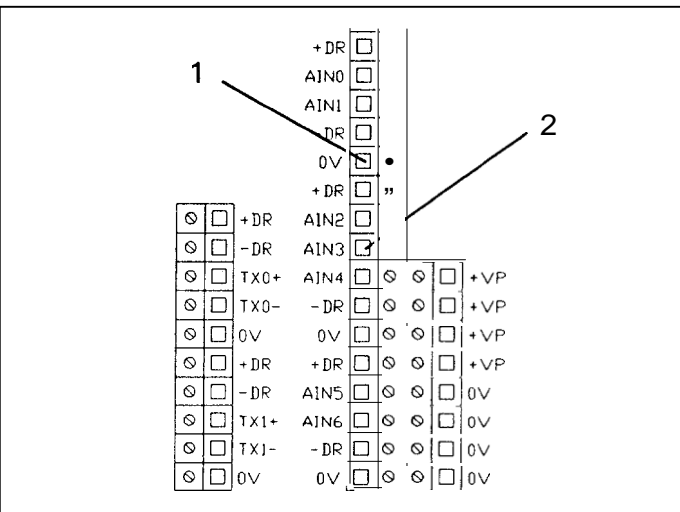 +DR
AIN0
1 AIN1
-DR 2
0V •
+DR "
+DR AIN2
-DR AIN3
TX0+ AIN4 +VP
TX0- -DR +VP
0V 0V +VP
+DR +DR +VP
-DR AIN5 0V
TX1+ AIN6 0V
TX1- -DR 0V
0V 0V 0V